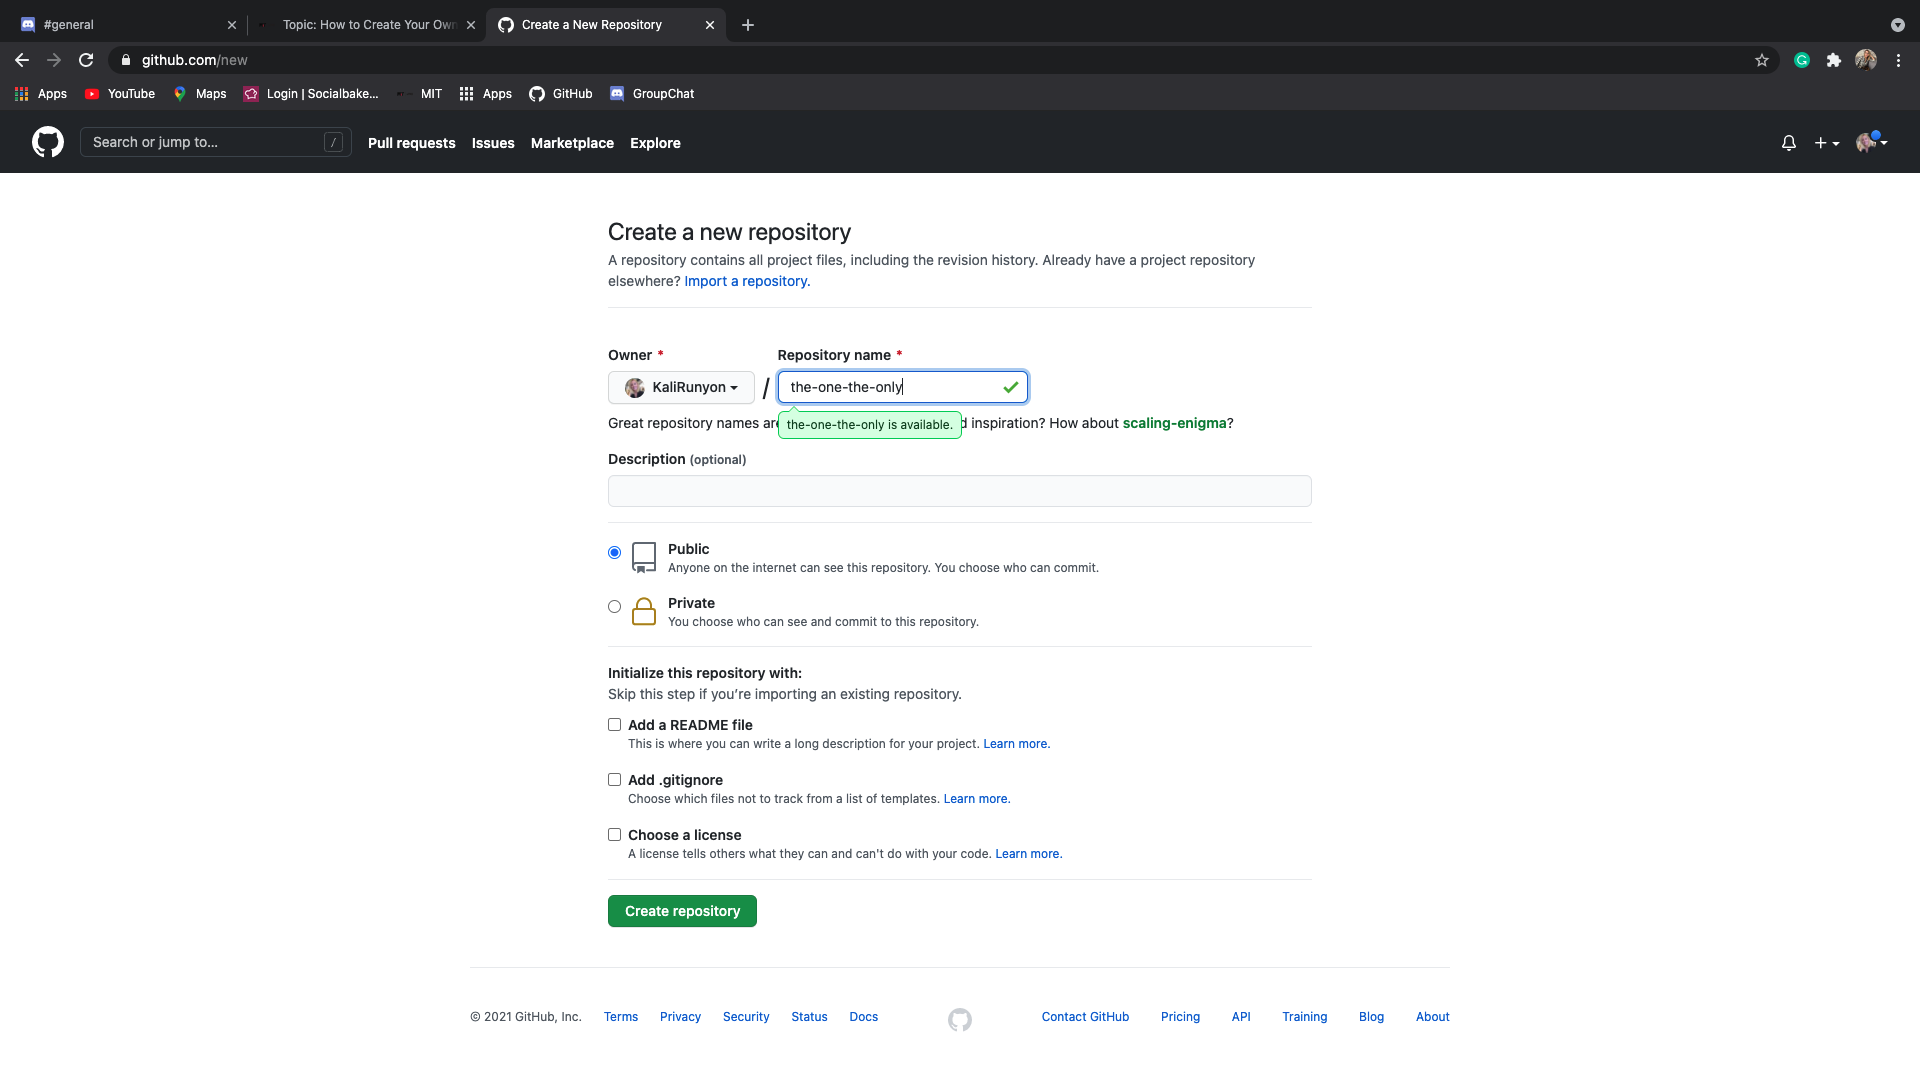 #general
Topic: How to Create Your Own
Create a New Repository
github.com/new
Apps YouTube Maps Login | Socialbake... MIT Apps GitHub GroupChat
Search or jump to... /
Pull requests Issues Marketplace Explore
Create a new repository
A repository contains all project files, including the revision history. Already have a project repository
elsewhere? Import a repository.
Owner * Repository name *
KaliRunyon / the-one-the-only
Great repository names are inspiration? How about scaling-enigma?
the-one-the-only is available.
Description (optional)
Public
Anyone on the internet can see this repository. You choose who can commit.
Private
You choose who can see and commit to this repository.
Initialize this repository with:
Skip this step if you’re importing an existing repository.
Add a README file
This is where you can write a long description for your project. Learn more.
Add .gitignore
Choose which files not to track from a list of templates. Learn more.
Choose a license
A license tells others what they can and can't do with your code. Learn more.
Create repository
© 2021 GitHub, Inc. Terms Privacy Security Status Docs Contact GitHub Pricing API Training Blog About